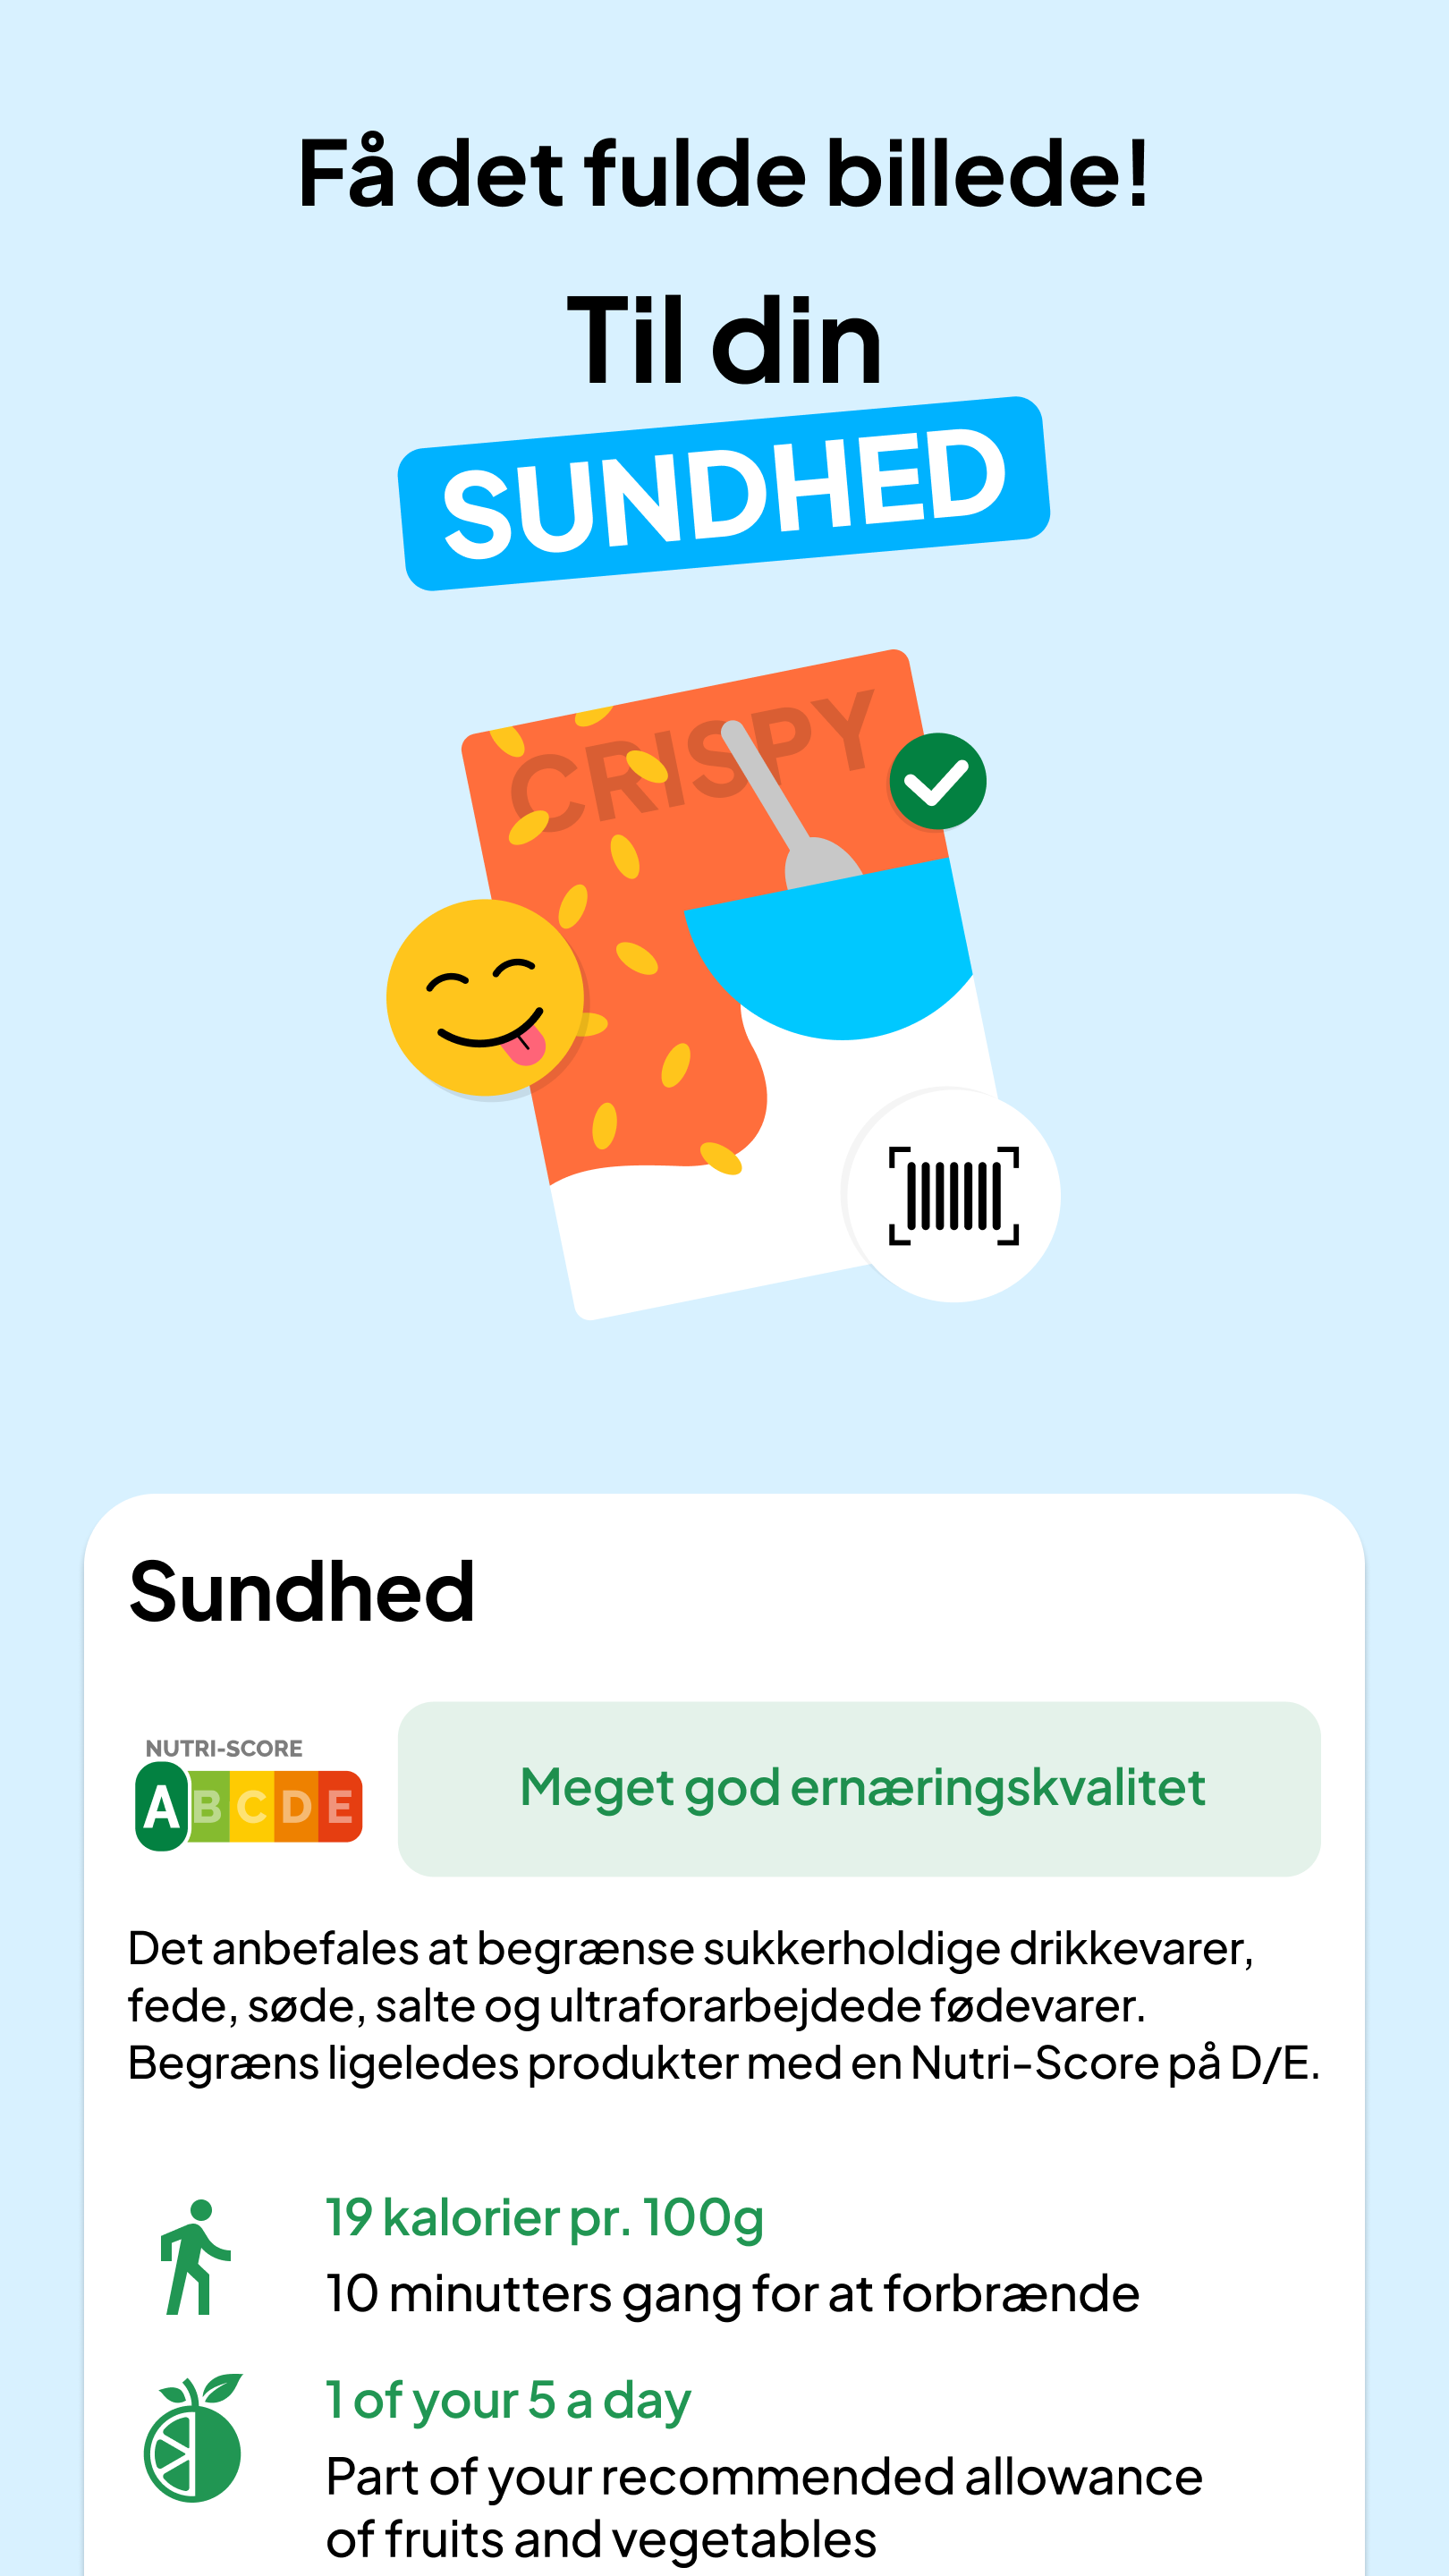 Få det fulde billede!
Til din
SUNDHED
CRISPY
Sundhed
NUTRI-SCORE
A B C D E
Meget god ernæringskvalitet
Det anbefales at begrænse sukkerholdige drikkevarer,
fede, søde, salte og ultraforarbejdede fødevarer.
Begræns ligeledes produkter med en Nutri-Score på D/E.
19 kalorier pr. 100g
10 minutters gang for at forbrænde
1 of your 5 a day
Part of your recommended allowance
of fruits and vegetables